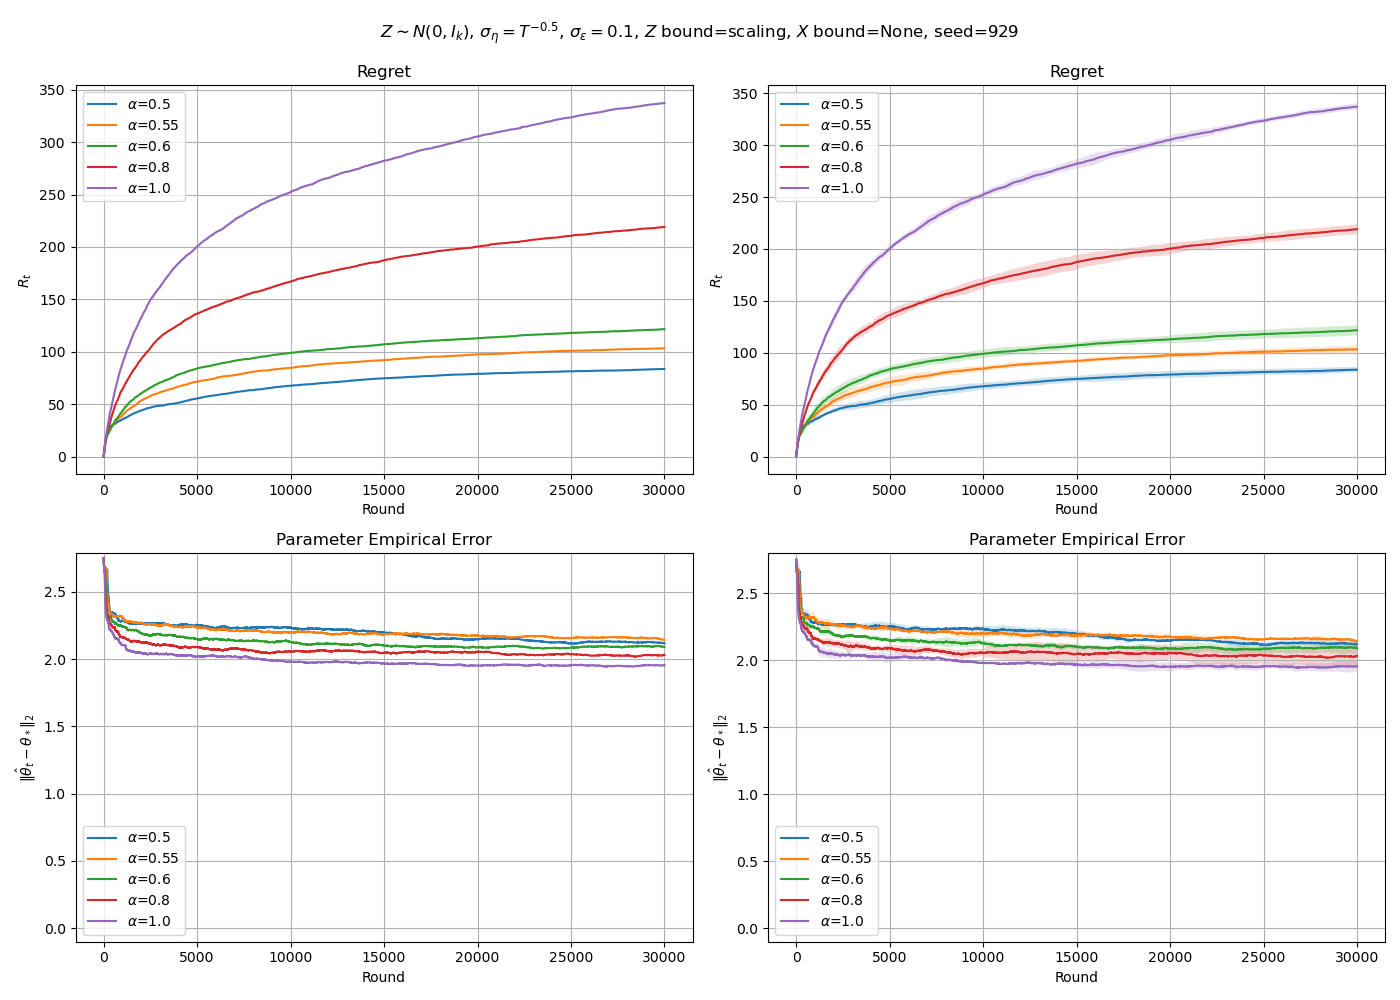 Z ∼ N(0, I_k), σ_η = T^{−0.5}, σ_ε = 0.1, Z bound=scaling, X bound=None, seed=929
Regret
350
300
250
200
150
100
50
0
R_t
α=0.5
α=0.55
α=0.6
α=0.8
α=1.0
0 5000 10000 15000 20000 25000 30000
Round
Regret
350
300
250
200
150
100
50
0
R_t
α=0.5
α=0.55
α=0.6
α=0.8
α=1.0
0 5000 10000 15000 20000 25000 30000
Round
Parameter Empirical Error
2.5
2.0
1.5
1.0
0.5
0.0
‖θ̂_t − θ_*‖_2
α=0.5
α=0.55
α=0.6
α=0.8
α=1.0
0 5000 10000 15000 20000 25000 30000
Round
Parameter Empirical Error
2.5
2.0
1.5
1.0
0.5
0.0
‖θ̂_t − θ_*‖_2
α=0.5
α=0.55
α=0.6
α=0.8
α=1.0
0 5000 10000 15000 20000 25000 30000
Round